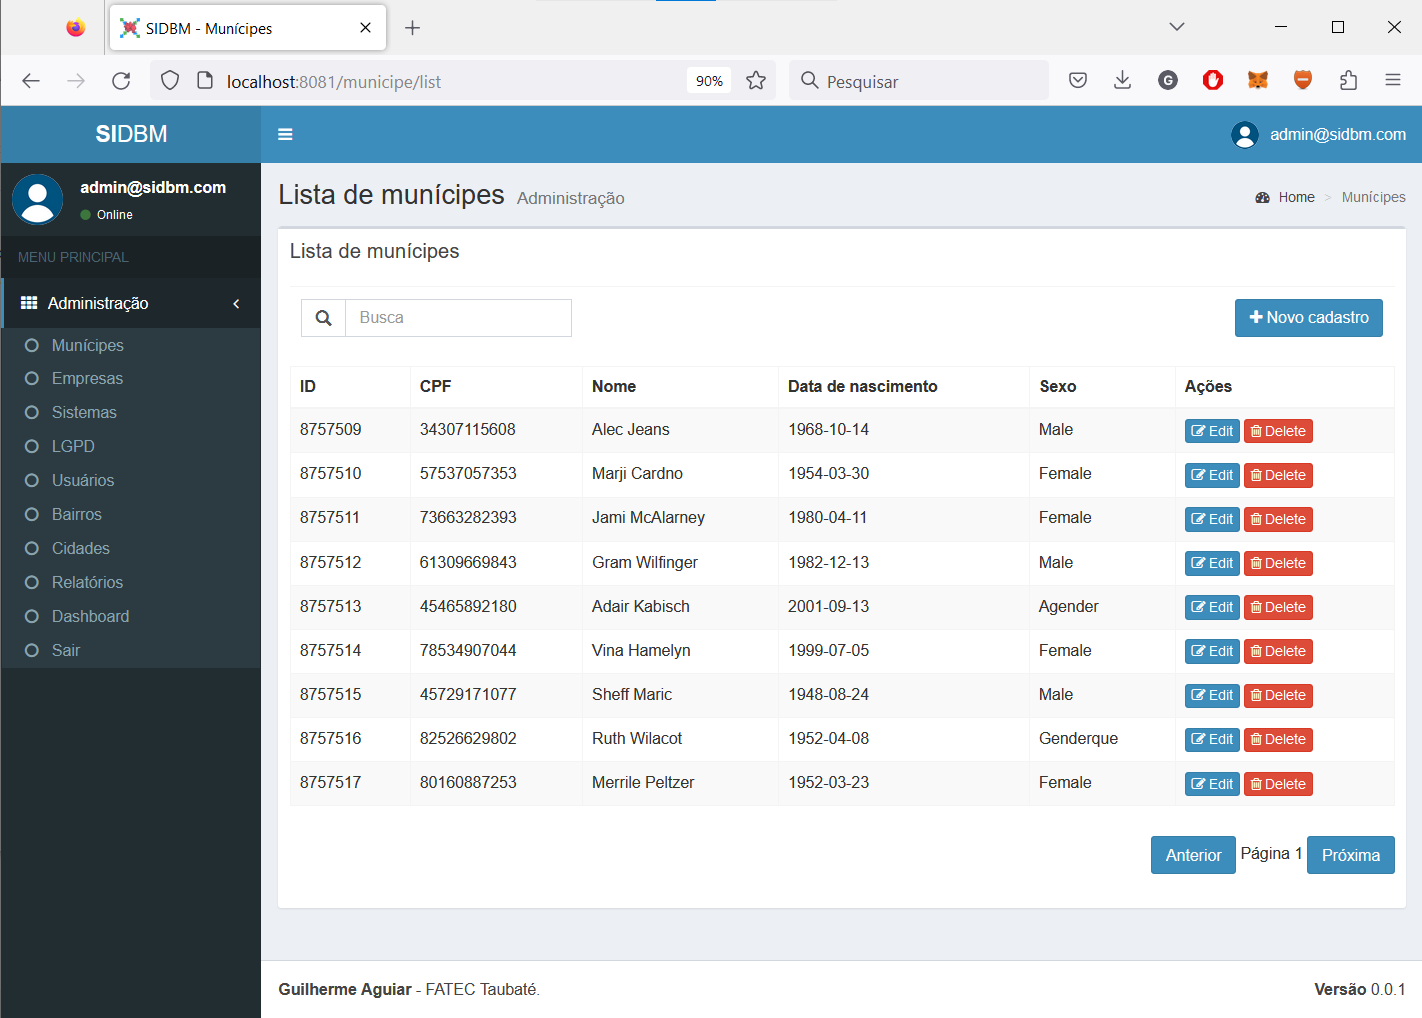 SIDBM - Munícipes
localhost:8081/municipe/list
90%
Pesquisar
G
SIDBM
admin@sidbm.com
admin@sidbm.com
Online
MENU PRINCIPAL
Administração
Munícipes
Empresas
Sistemas
LGPD
Usuários
Bairros
Cidades
Relatórios
Dashboard
Sair
Lista de munícipes Administração
Home > Munícipes
Lista de munícipes
Busca
Novo cadastro
ID CPF Nome Data de nascimento Sexo Ações
8757509 34307115608 Alec Jeans 1968-10-14 Male Edit Delete
8757510 57537057353 Marji Cardno 1954-03-30 Female Edit Delete
8757511 73663282393 Jami McAlarney 1980-04-11 Female Edit Delete
8757512 61309669843 Gram Wilfinger 1982-12-13 Male Edit Delete
8757513 45465892180 Adair Kabisch 2001-09-13 Agender Edit Delete
8757514 78534907044 Vina Hamelyn 1999-07-05 Female Edit Delete
8757515 45729171077 Sheff Maric 1948-08-24 Male Edit Delete
8757516 82526629802 Ruth Wilacot 1952-04-08 Genderque Edit Delete
8757517 80160887253 Merrile Peltzer 1952-03-23 Female Edit Delete
Anterior Página 1 Próxima
Guilherme Aguiar - FATEC Taubaté.
Versão 0.0.1